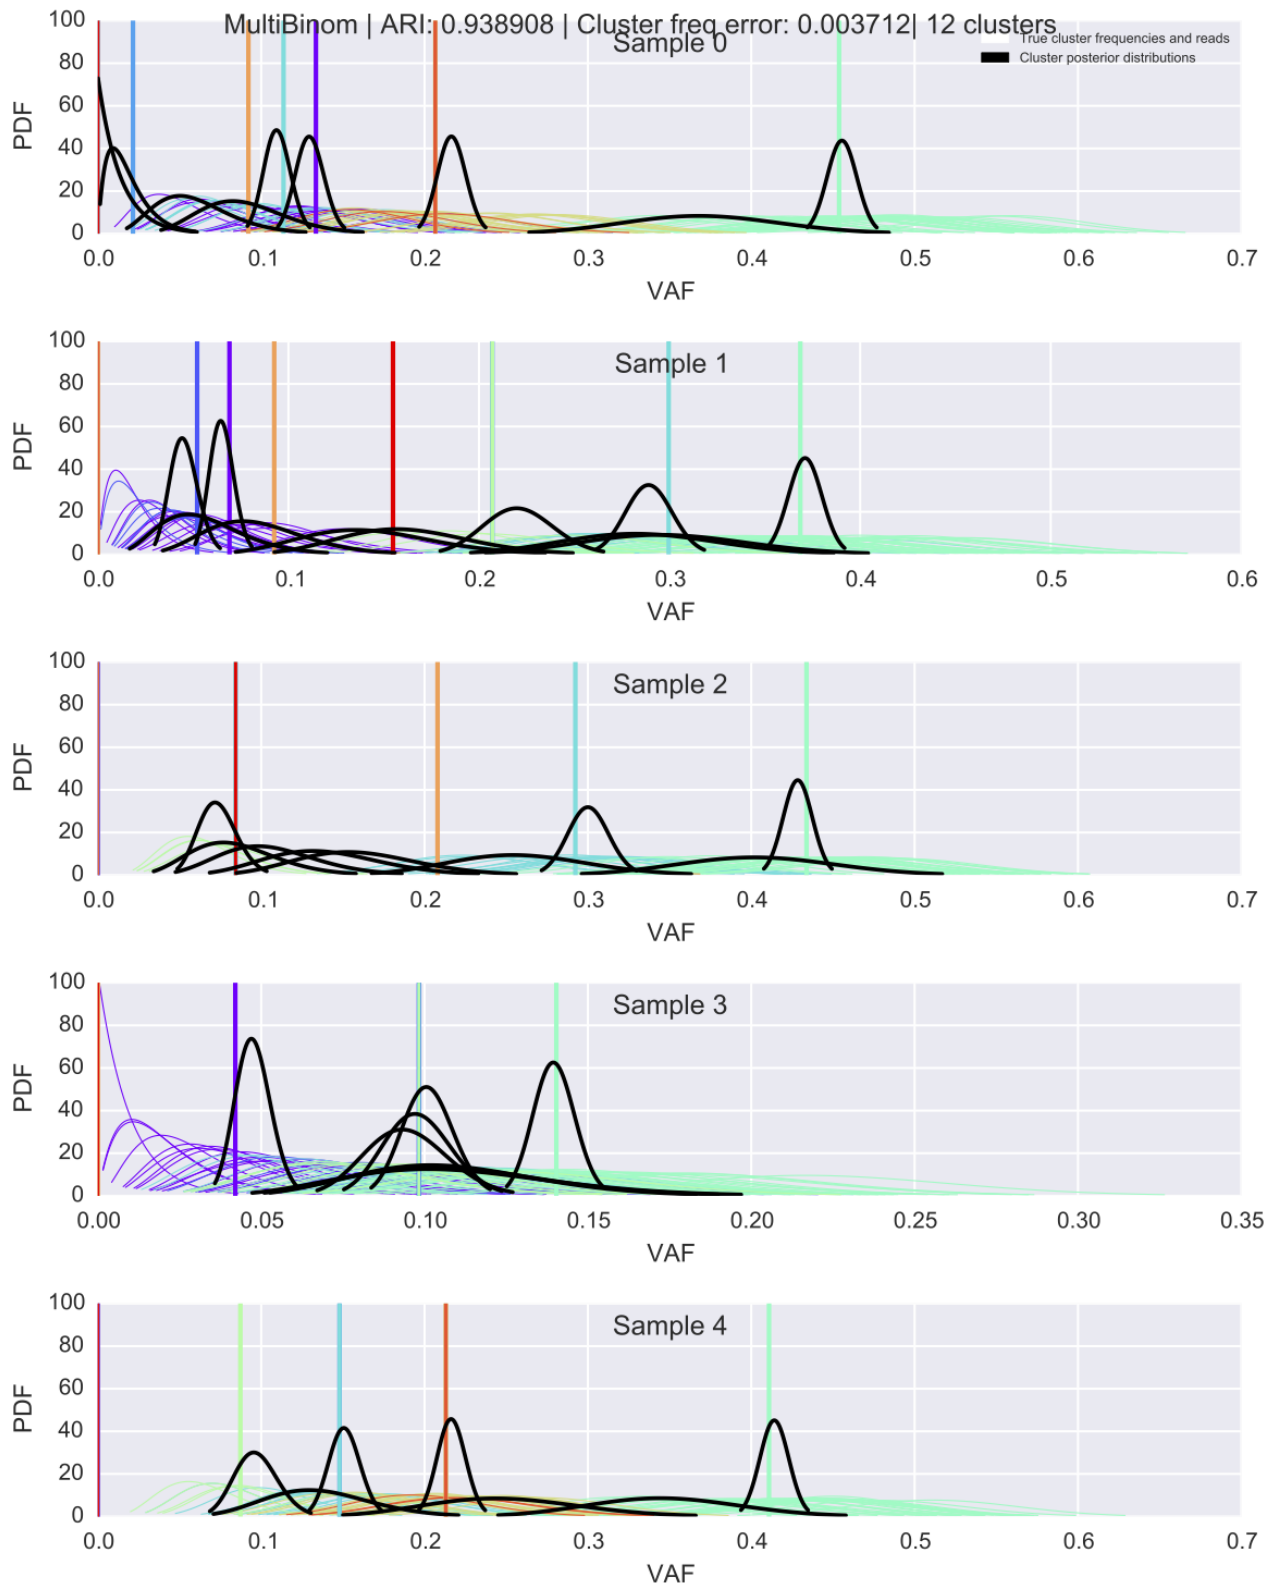 MultiBinom | ARI: 0.938908 | Cluster freq error: 0.003712| 12 clusters
Sample 0
True cluster frequencies and reads
Cluster posterior distributions
PDF
100
80
60
40
20
0
0.0 0.1 0.2 0.3 0.4 0.5 0.6 0.7
VAF
Sample 1
PDF
100
80
60
40
20
0
0.0 0.1 0.2 0.3 0.4 0.5 0.6
VAF
Sample 2
PDF
100
80
60
40
20
0
0.0 0.1 0.2 0.3 0.4 0.5 0.6 0.7
VAF
Sample 3
PDF
100
80
60
40
20
0
0.00 0.05 0.10 0.15 0.20 0.25 0.30 0.35
VAF
Sample 4
PDF
100
80
60
40
20
0
0.0 0.1 0.2 0.3 0.4 0.5 0.6 0.7
VAF